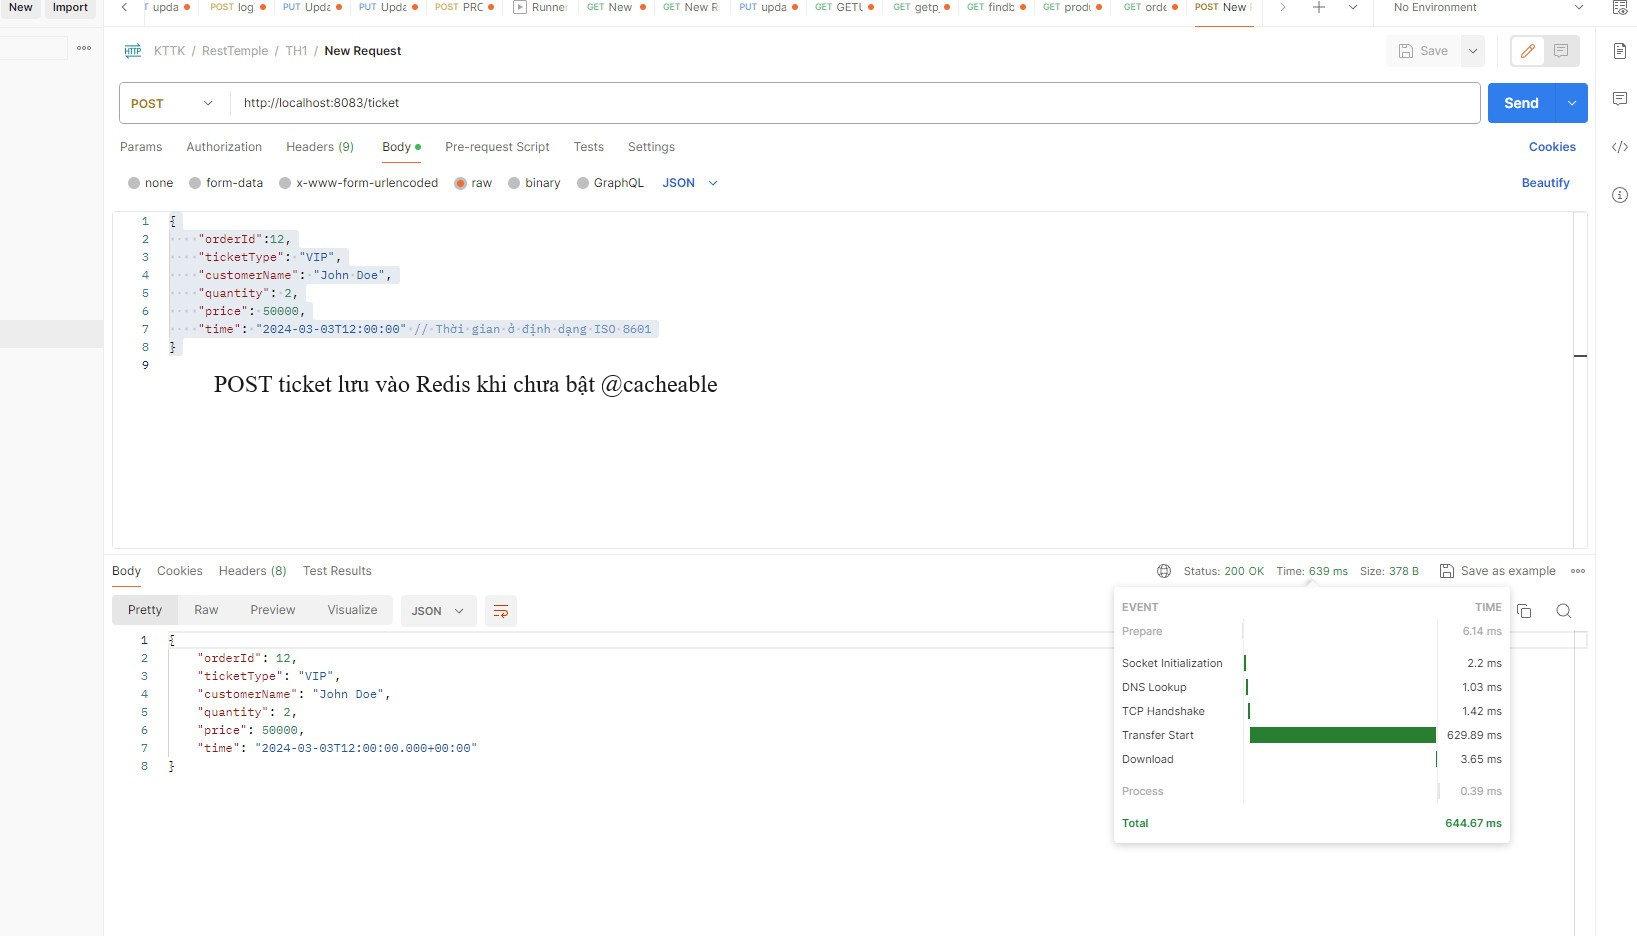 New Import
upda POST log PUT Upda PUT Upda POST PRC Runner GET New GET New R PUT upda GET GETU GET getp GET findb GET prod GET orde POST New No Environment
KTTK / RestTemple / TH1 / New Request Save
POST http://localhost:8083/ticket Send
Params Authorization Headers (9) Body Pre-request Script Tests Settings Cookies
none form-data x-www-form-urlencoded raw binary GraphQL JSON Beautify
1 {
2 "orderId":12,
3 "ticketType": "VIP",
4 "customerName": "John Doe",
5 "quantity": 2,
6 "price": 50000,
7 "time": "2024-03-03T12:00:00" // Thời gian ở định dạng ISO 8601
8 }
9
POST ticket lưu vào Redis khi chưa bật @cacheable
Body Cookies Headers (8) Test Results Status: 200 OK Time: 639 ms Size: 378 B Save as example
Pretty Raw Preview Visualize JSON
1 {
2 "orderId": 12,
3 "ticketType": "VIP",
4 "customerName": "John Doe",
5 "quantity": 2,
6 "price": 50000,
7 "time": "2024-03-03T12:00:00.000+00:00"
8 }
EVENT TIME
Prepare 6.14 ms
Socket Initialization 2.2 ms
DNS Lookup 1.03 ms
TCP Handshake 1.42 ms
Transfer Start 629.89 ms
Download 3.65 ms
Process 0.39 ms
Total 644.67 ms